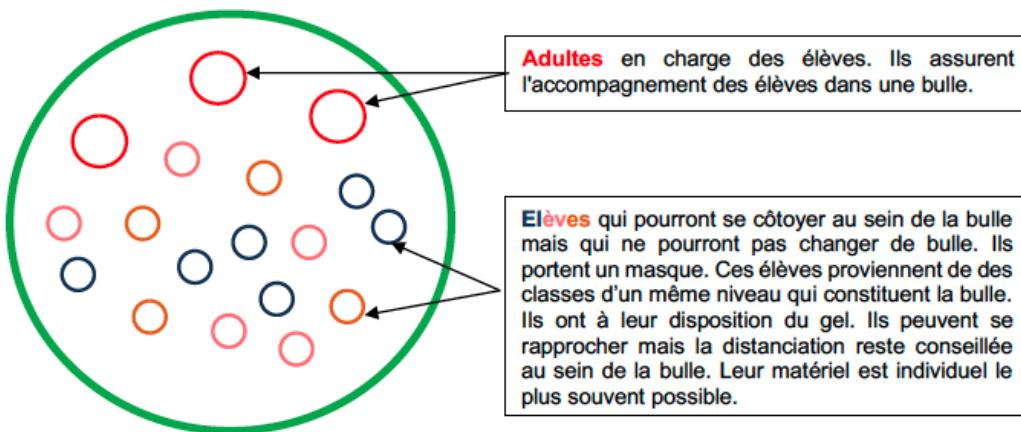 Adultes en charge des élèves. Ils assurent
l'accompagnement des élèves dans une bulle.
Elèves qui pourront se côtoyer au sein de la bulle
mais qui ne pourront pas changer de bulle. Ils
portent un masque. Ces élèves proviennent de des
classes d'un même niveau qui constituent la bulle.
Ils ont à leur disposition du gel. Ils peuvent se
rapprocher mais la distanciation reste conseillée
au sein de la bulle. Leur matériel est individuel le
plus souvent possible.